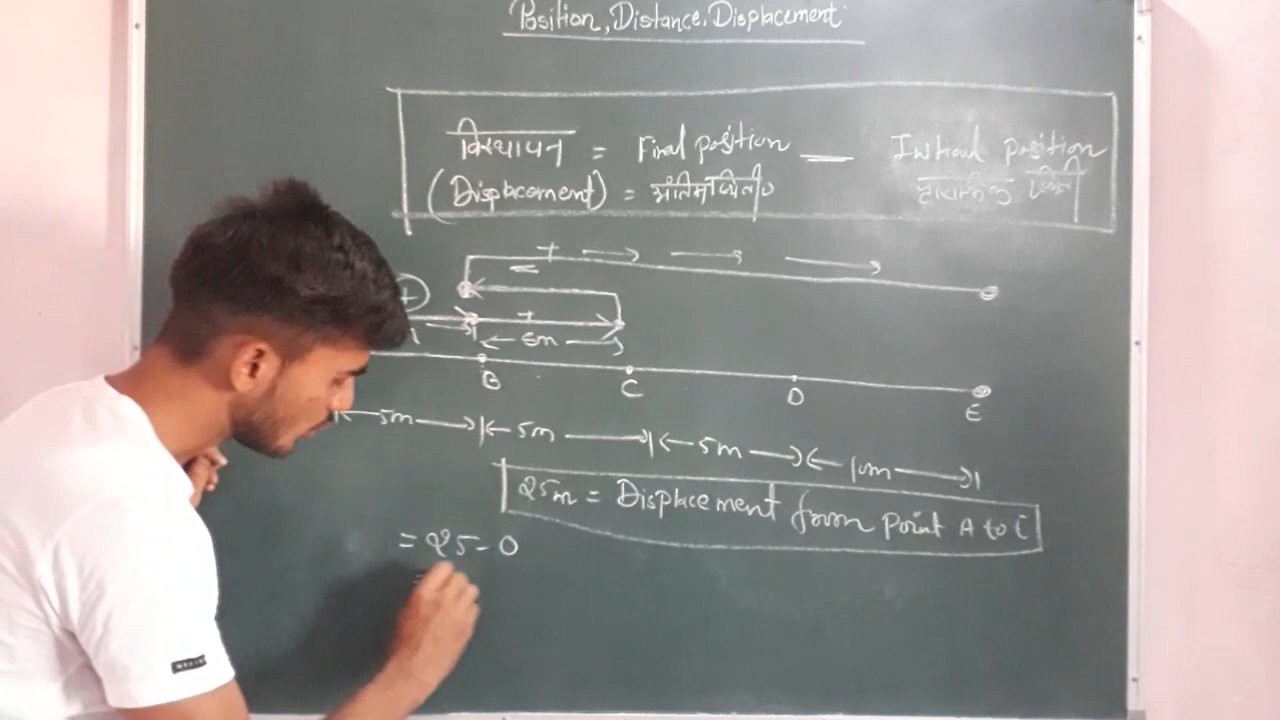 Position, Distance, Displacement
विस्थापन = Final position — Initial position
(Displacement) = अंतिम स्थिति
+ → → →
=
+
+
← 5m →
B C D E
5m 5m 5m 10m
25m = Displacement from point A to C
= 25 - 0
=